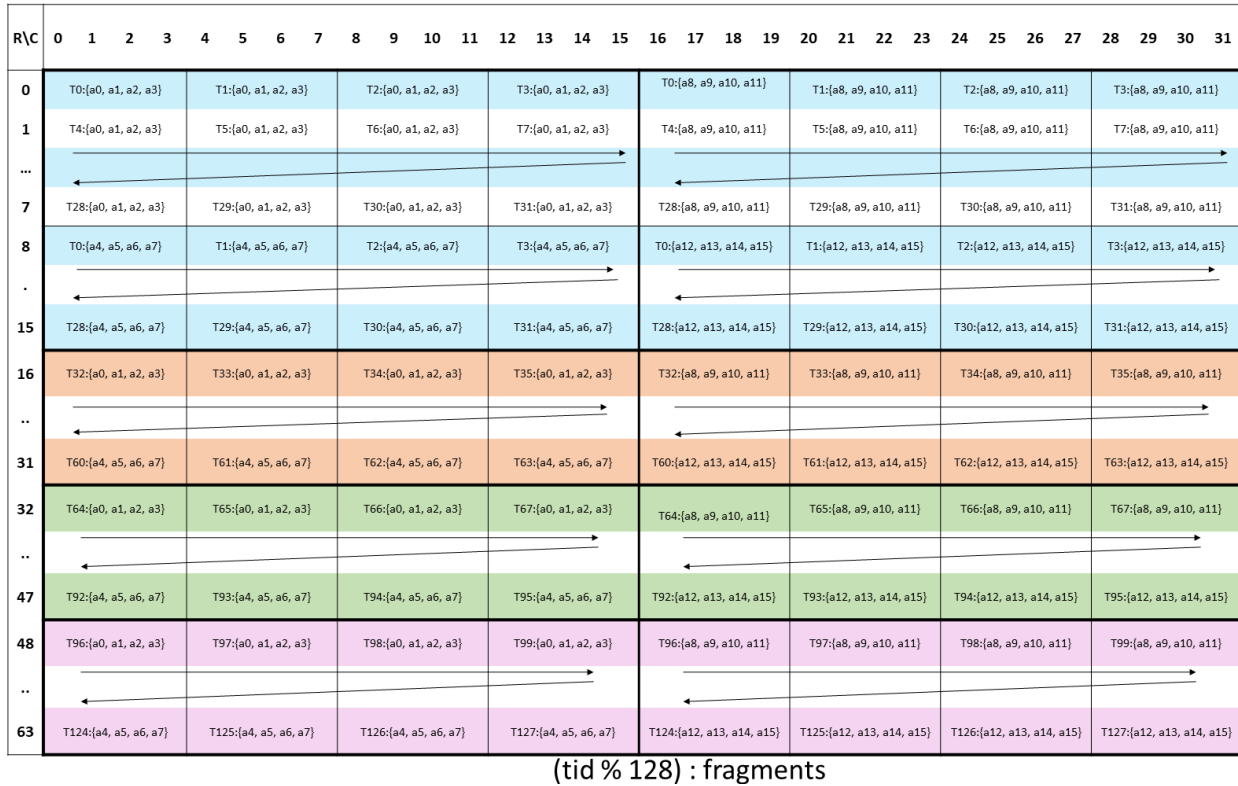 R\C 0 1 2 3 4 5 6 7 8 9 10 11 12 13 14 15 16 17 18 19 20 21 22 23 24 25 26 27 28 29 30 31
0 T0:{a0, a1, a2, a3} T1:{a0, a1, a2, a3} T2:{a0, a1, a2, a3} T3:{a0, a1, a2, a3} T0:{a8, a9, a10, a11} T1:{a8, a9, a10, a11} T2:{a8, a9, a10, a11} T3:{a8, a9, a10, a11}
1 T4:{a0, a1, a2, a3} T5:{a0, a1, a2, a3} T6:{a0, a1, a2, a3} T7:{a0, a1, a2, a3} T4:{a8, a9, a10, a11} T5:{a8, a9, a10, a11} T6:{a8, a9, a10, a11} T7:{a8, a9, a10, a11}
...
7 T28:{a0, a1, a2, a3} T29:{a0, a1, a2, a3} T30:{a0, a1, a2, a3} T31:{a0, a1, a2, a3} T28:{a8, a9, a10, a11} T29:{a8, a9, a10, a11} T30:{a8, a9, a10, a11} T31:{a8, a9, a10, a11}
8 T0:{a4, a5, a6, a7} T1:{a4, a5, a6, a7} T2:{a4, a5, a6, a7} T3:{a4, a5, a6, a7} T0:{a12, a13, a14, a15} T1:{a12, a13, a14, a15} T2:{a12, a13, a14, a15} T3:{a12, a13, a14, a15}
.
15 T28:{a4, a5, a6, a7} T29:{a4, a5, a6, a7} T30:{a4, a5, a6, a7} T31:{a4, a5, a6, a7} T28:{a12, a13, a14, a15} T29:{a12, a13, a14, a15} T30:{a12, a13, a14, a15} T31:{a12, a13, a14, a15}
16 T32:{a0, a1, a2, a3} T33:{a0, a1, a2, a3} T34:{a0, a1, a2, a3} T35:{a0, a1, a2, a3} T32:{a8, a9, a10, a11} T33:{a8, a9, a10, a11} T34:{a8, a9, a10, a11} T35:{a8, a9, a10, a11}
..
31 T60:{a4, a5, a6, a7} T61:{a4, a5, a6, a7} T62:{a4, a5, a6, a7} T63:{a4, a5, a6, a7} T60:{a12, a13, a14, a15} T61:{a12, a13, a14, a15} T62:{a12, a13, a14, a15} T63:{a12, a13, a14, a15}
32 T64:{a0, a1, a2, a3} T65:{a0, a1, a2, a3} T66:{a0, a1, a2, a3} T67:{a0, a1, a2, a3} T64:{a8, a9, a10, a11} T65:{a8, a9, a10, a11} T66:{a8, a9, a10, a11} T67:{a8, a9, a10, a11}
..
47 T92:{a4, a5, a6, a7} T93:{a4, a5, a6, a7} T94:{a4, a5, a6, a7} T95:{a4, a5, a6, a7} T92:{a12, a13, a14, a15} T93:{a12, a13, a14, a15} T94:{a12, a13, a14, a15} T95:{a12, a13, a14, a15}
48 T96:{a0, a1, a2, a3} T97:{a0, a1, a2, a3} T98:{a0, a1, a2, a3} T99:{a0, a1, a2, a3} T96:{a8, a9, a10, a11} T97:{a8, a9, a10, a11} T98:{a8, a9, a10, a11} T99:{a8, a9, a10, a11}
..
63 T124:{a4, a5, a6, a7} T125:{a4, a5, a6, a7} T126:{a4, a5, a6, a7} T127:{a4, a5, a6, a7} T124:{a12, a13, a14, a15} T125:{a12, a13, a14, a15} T126:{a12, a13, a14, a15} T127:{a12, a13, a14, a15}
(tid % 128) : fragments